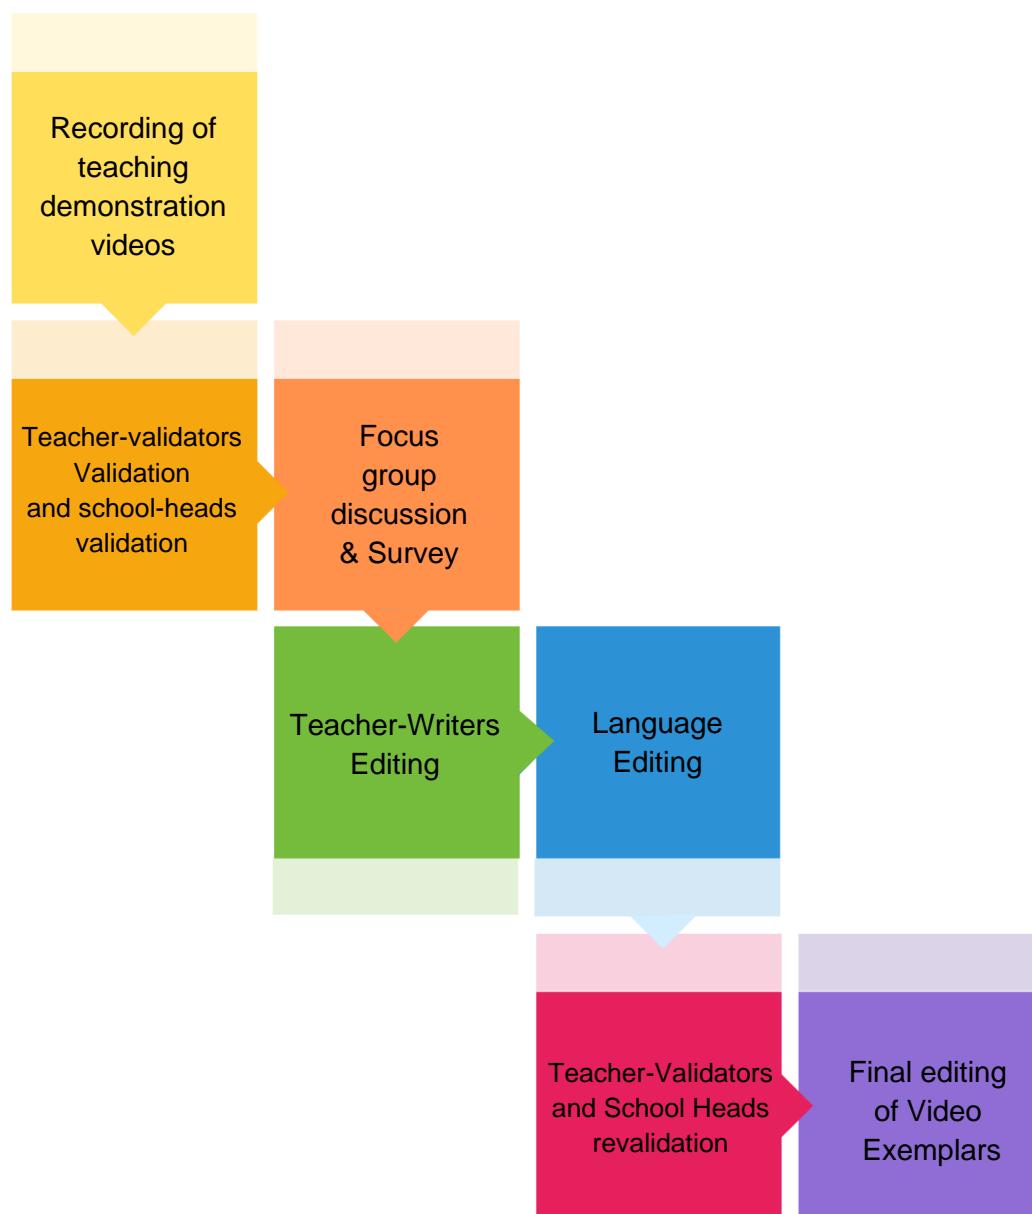 Recording of
teaching
demonstration
videos
Teacher-validators
Validation
and school-heads
validation
Focus
group
discussion
& Survey
Teacher-Writers
Editing
Language
Editing
Teacher-Validators
and School Heads
revalidation
Final editing
of Video
Exemplars